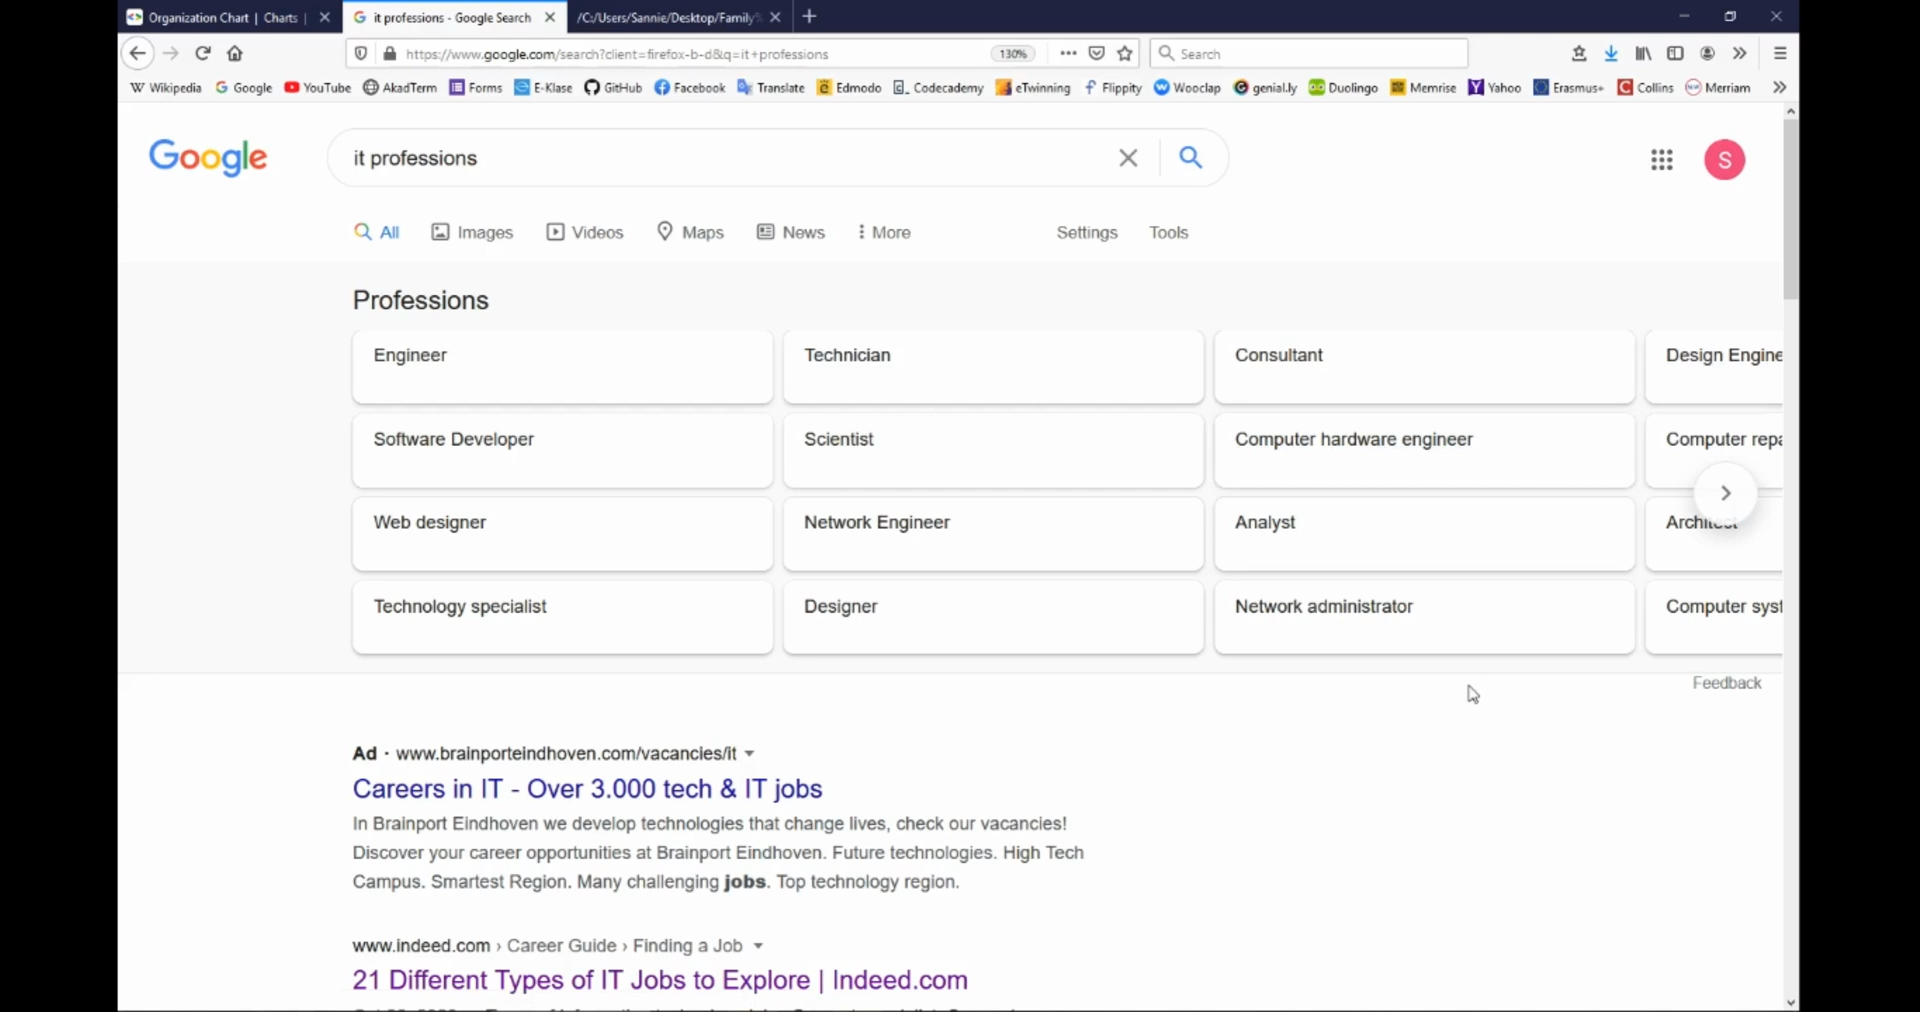 Organization Chart | Charts |
it professions - Google Search
/C:/Users/Sannie/Desktop/Family%
https://www.google.com/search?client=firefox-b-d&q=it+professions
130%
Search
Wikipedia
Google
YouTube
AkadTerm
Forms
E-Klase
GitHub
Facebook
Translate
Edmodo
Codecademy
eTwinning
Flippity
Wooclap
genial.ly
Duolingo
Memrise
Yahoo
Erasmus+
Collins
Merriam
Google
it professions
S
All
Images
Videos
Maps
News
More
Settings
Tools
Professions
Engineer
Technician
Consultant
Design Engine
Software Developer
Scientist
Computer hardware engineer
Computer repa
Web designer
Network Engineer
Analyst
Architect
Technology specialist
Designer
Network administrator
Computer syst
Feedback
Ad · www.brainporteindhoven.com/vacancies/it
Careers in IT - Over 3.000 tech & IT jobs
In Brainport Eindhoven we develop technologies that change lives, check our vacancies!
Discover your career opportunities at Brainport Eindhoven. Future technologies. High Tech
Campus. Smartest Region. Many challenging jobs. Top technology region.
www.indeed.com › Career Guide › Finding a Job
21 Different Types of IT Jobs to Explore | Indeed.com